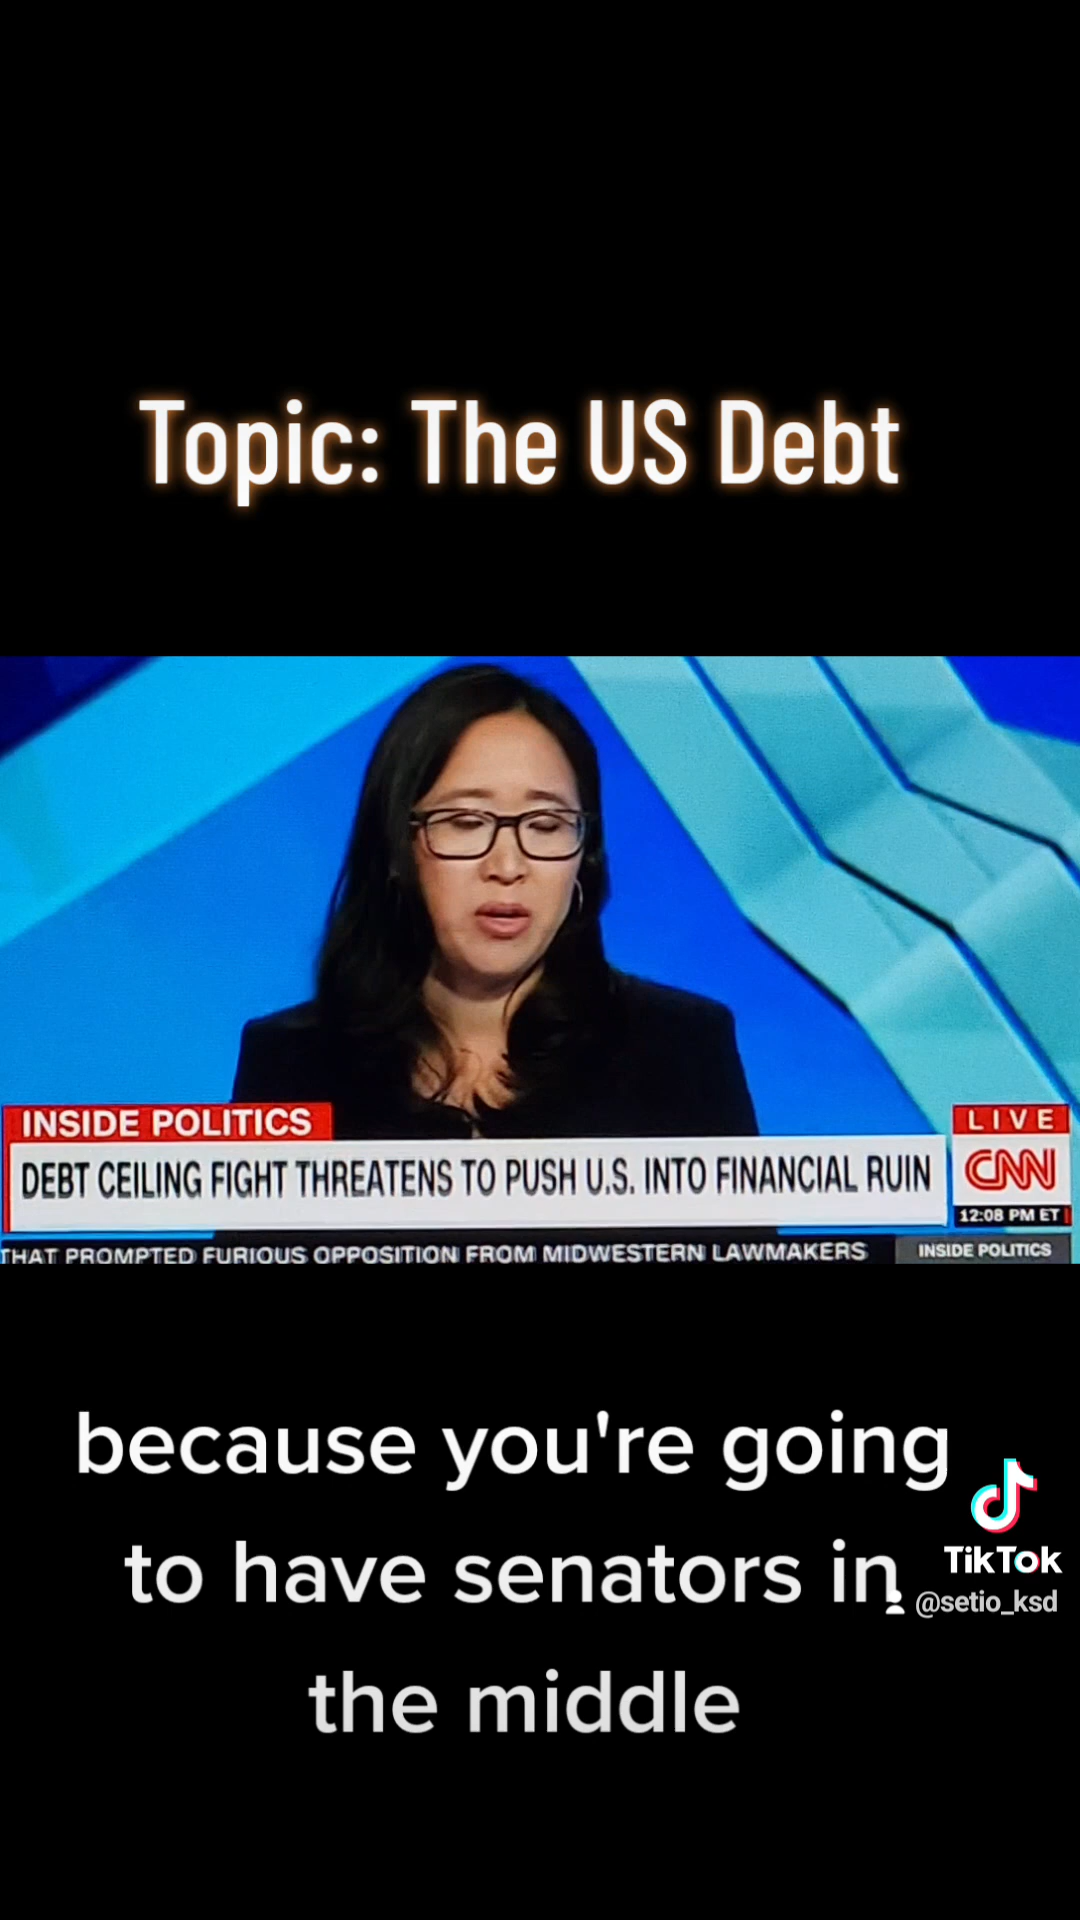 Topic: The US Debt
INSIDE POLITICS
LIVE
DEBT CEILING FIGHT THREATENS TO PUSH U.S. INTO FINANCIAL RUIN
CNN
12:08 PM ET
THAT PROMPTED FURIOUS OPPOSITION FROM MIDWESTERN LAWMAKERS
INSIDE POLITICS
because you're going
to have senators in
the middle
TikTok
@setio_ksd